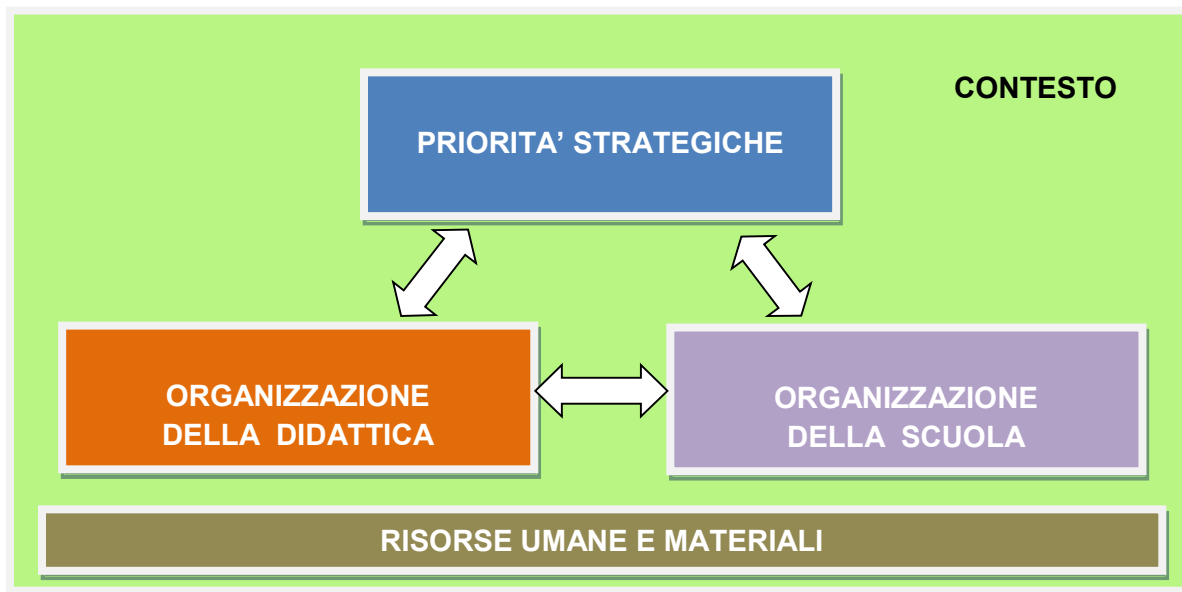 CONTESTO
PRIORITA’ STRATEGICHE
ORGANIZZAZIONE
DELLA DIDATTICA
ORGANIZZAZIONE
DELLA SCUOLA
RISORSE UMANE E MATERIALI